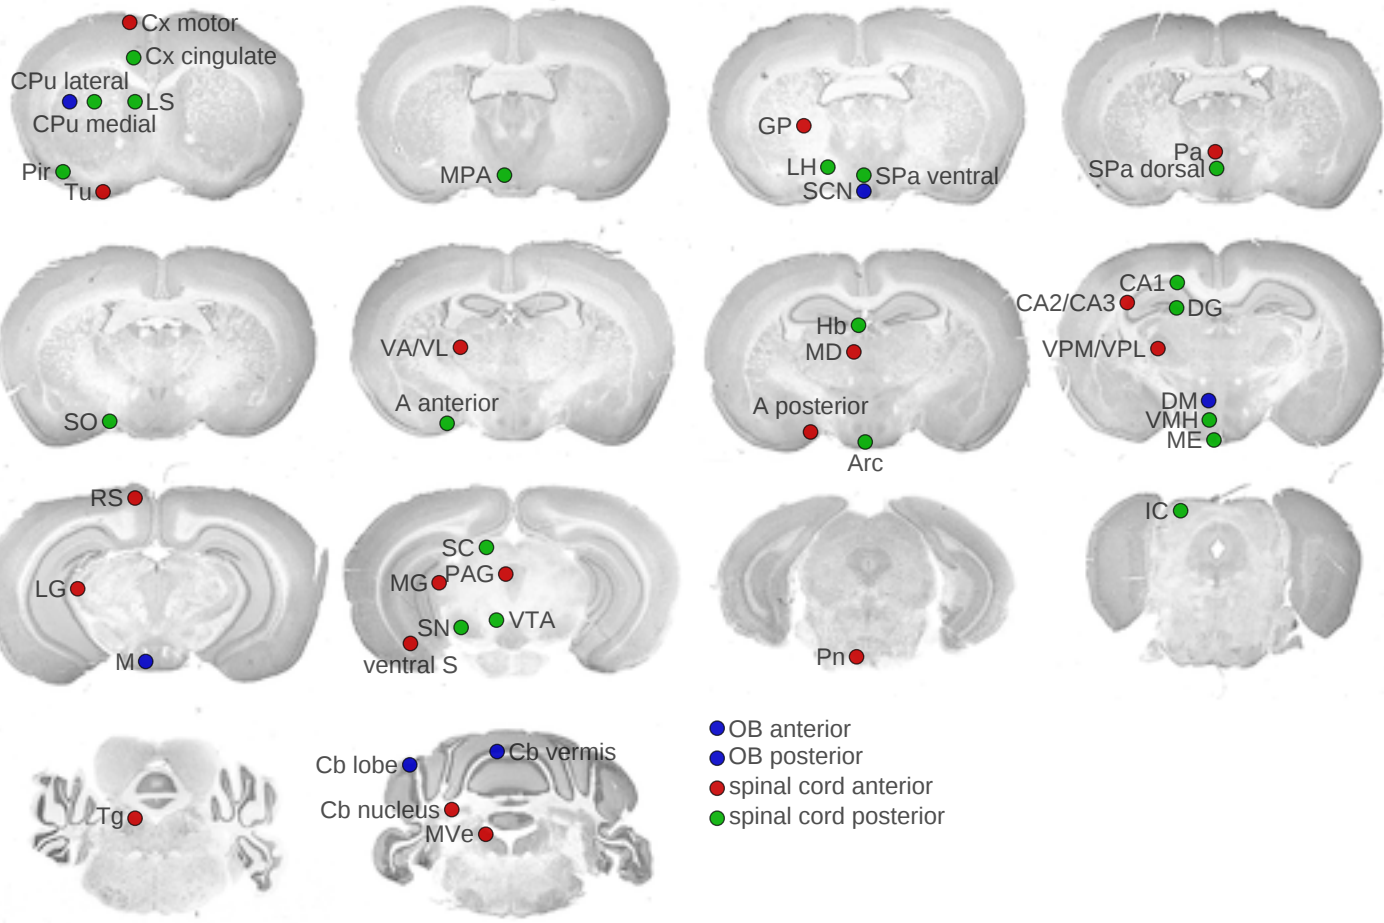 Cx motor
Cx cingulate
CPu lateral
LS
CPu medial
Pir
Tu
MPA
GP
LH
SPa ventral
SCN
Pa
SPa dorsal
SO
VA/VL
A anterior
Hb
MD
A posterior
Arc
CA1
CA2/CA3
DG
VPM/VPL
DM
VMH
ME
RS
LG
M
SC
MG
PAG
SN
VTA
ventral S
Pn
IC
Tg
Cb lobe
Cb vermis
Cb nucleus
MVe
OB anterior
OB posterior
spinal cord anterior
spinal cord posterior